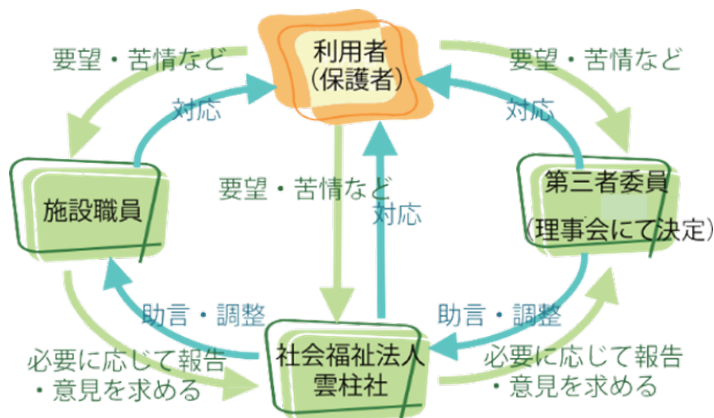 利用者
(保護者)
要望・苦情など
要望・苦情など
対応
対応
要望・苦情など
対応
施設職員
第三者委員
(理事会にて決定)
助言・調整
助言・調整
社会福祉法人
雲柱社
必要に応じて報告
・意見を求める
必要に応じて報告
・意見を求める